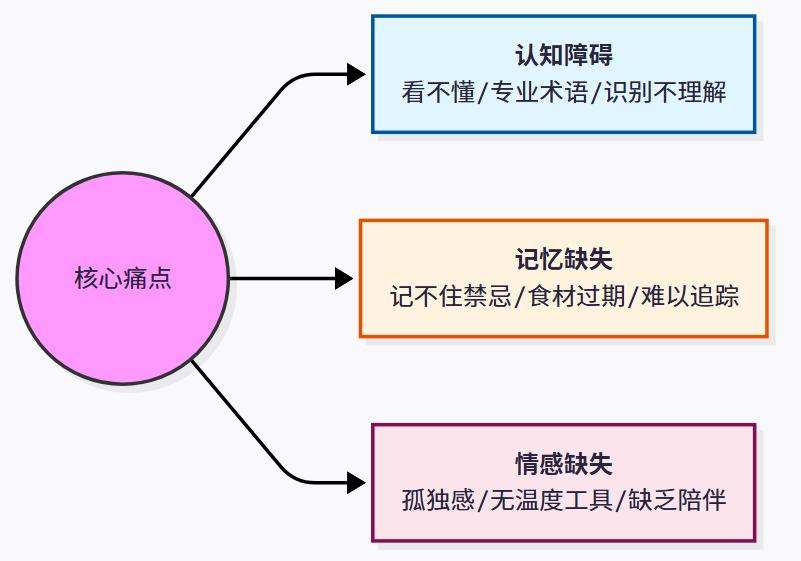 核心痛点
认知障碍
看不懂/专业术语/识别不理解
记忆缺失
记不住禁忌/食材过期/难以追踪
情感缺失
孤独感/无温度工具/缺乏陪伴